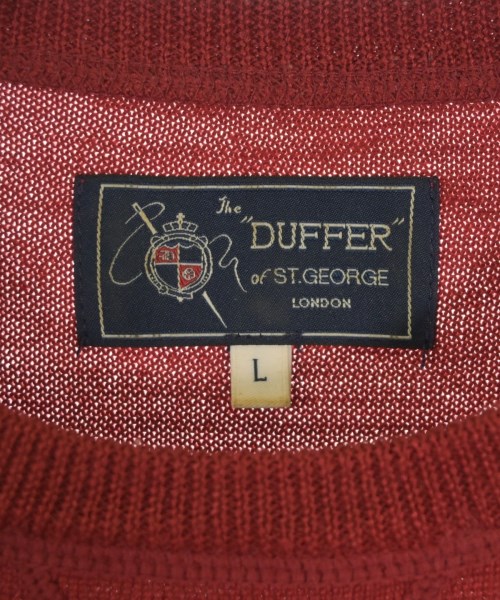 The
"DUFFER"
of ST.GEORGE
LONDON
L